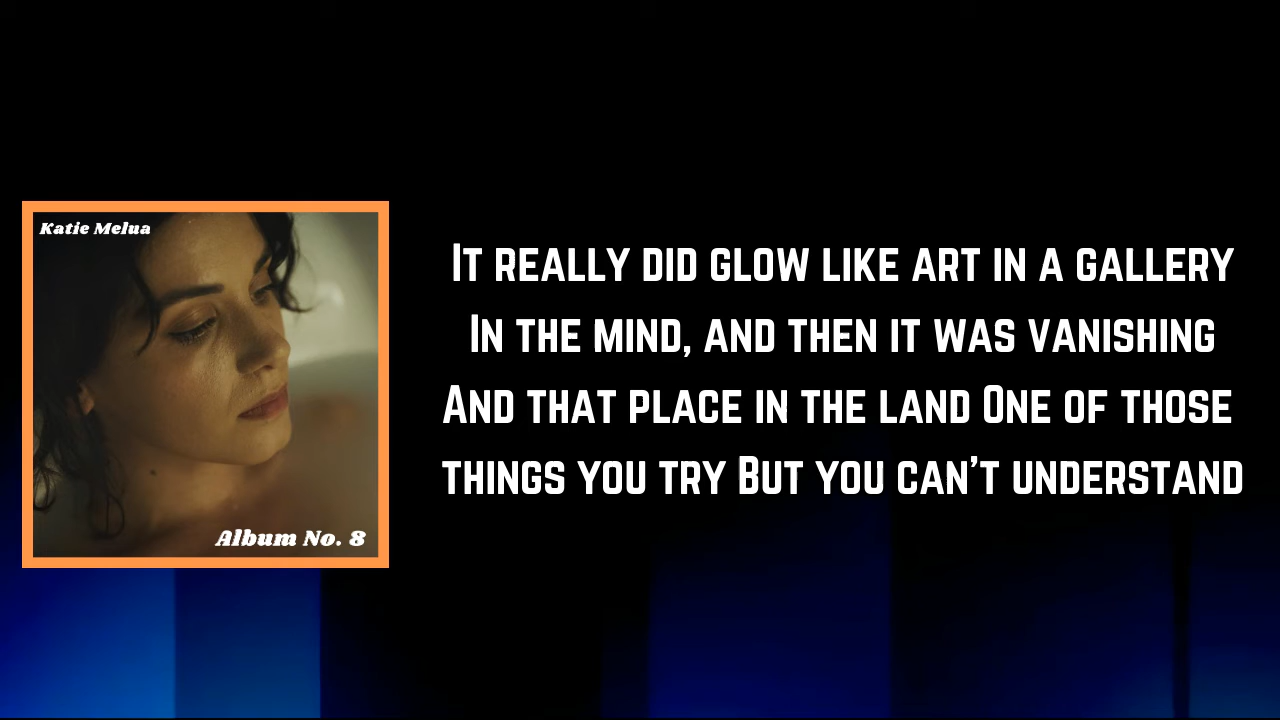 Katie Melua
Album No. 8
It really did glow like art in a gallery
In the mind, and then it was vanishing
And that place in the land One of those
things you try But you can't understand